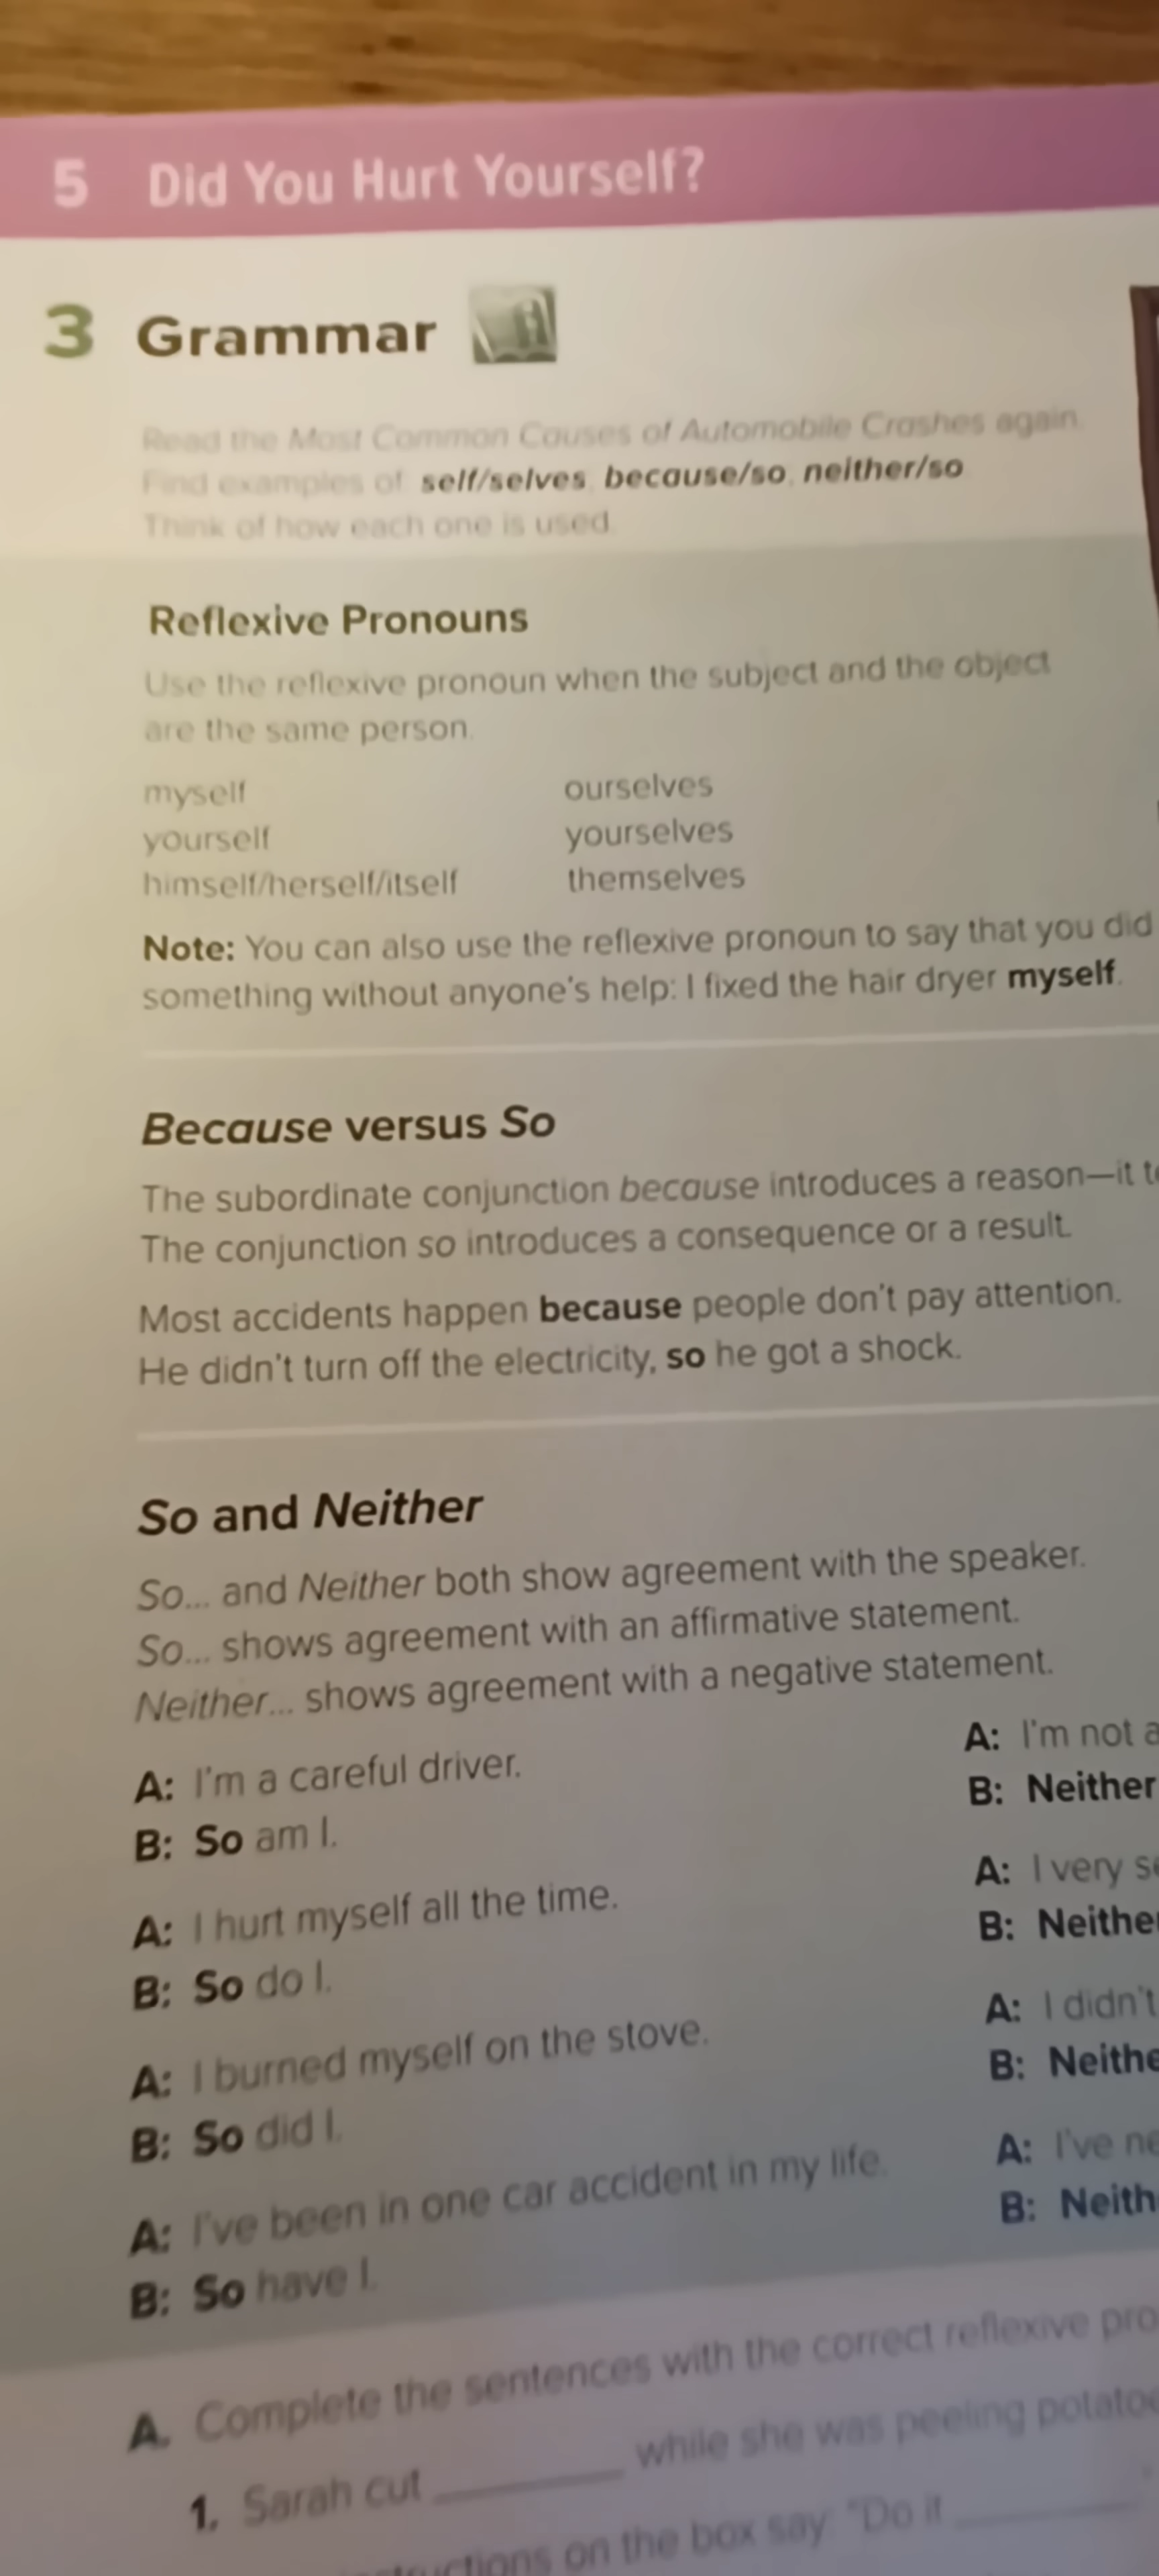 5 Did You Hurt Yourself?
3 Grammar
Read the Most Common Causes of Automobile Crashes again.
Find examples of: self/selves, because/so, neither/so.
Think of how each one is used.
Reflexive Pronouns
Use the reflexive pronoun when the subject and the object
are the same person.
myself ourselves
yourself yourselves
himself/herself/itself themselves
Note: You can also use the reflexive pronoun to say that you did
something without anyone's help: I fixed the hair dryer myself.
Because versus So
The subordinate conjunction because introduces a reason—it
The conjunction so introduces a consequence or a result.
Most accidents happen because people don't pay attention.
He didn't turn off the electricity, so he got a shock.
So and Neither
So... and Neither both show agreement with the speaker.
So... shows agreement with an affirmative statement.
Neither... shows agreement with a negative statement.
A: I'm a careful driver.
B: So am I.
A: I hurt myself all the time.
B: So do I.
A: I burned myself on the stove.
B: So did I.
A: I've been in one car accident in my life.
B: So have I.
A: I'm not
B: Neither
A: I very
B: Neither
A: I didn't
B:
A: I've
B:
A. Complete the sentences with the correct reflexive
1. Sarah cut ________ while she was peeling
on the box say: "Do it ________